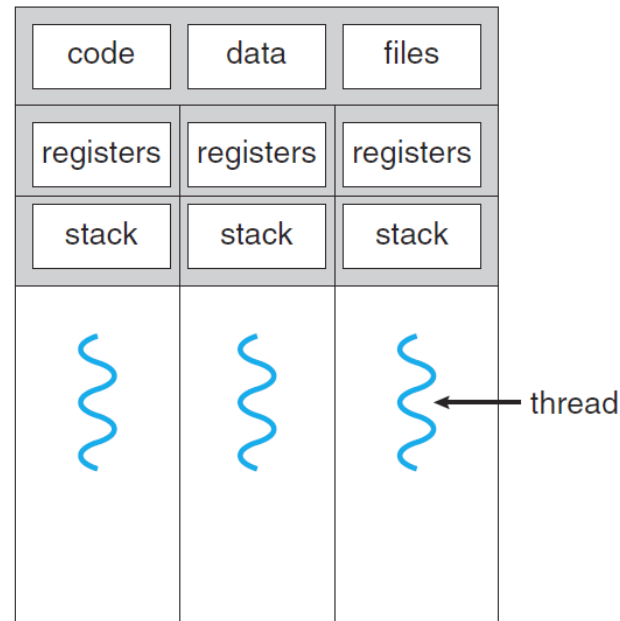 code data files
registers registers registers
stack stack stack
thread